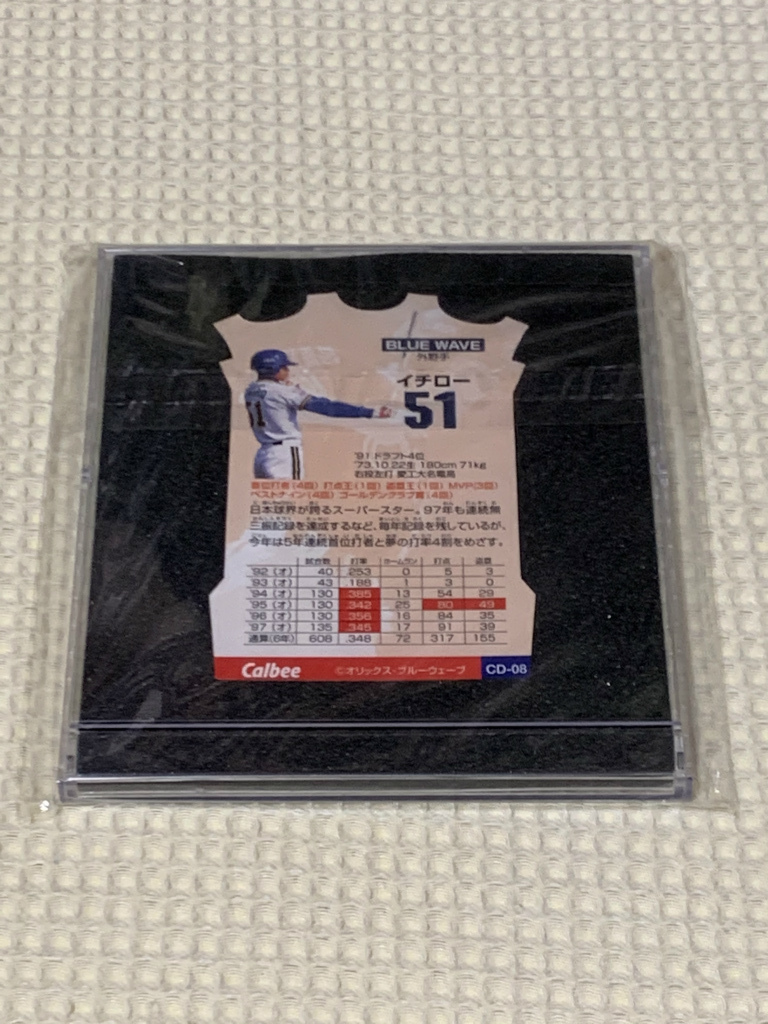 BLUE WAVE
外野手
イチロー
51
'91 ドラフト4位
'73.10.22生 180cm 71kg
右投左打 愛工大名電高
首位打者(4回) 打点王(1回) 盗塁王(1回) MVP(3回)
ベストナイン(4回) ゴールデングラブ賞(4回)
日本球界が誇るスーパースター。97年も連続無
三振記録を達成するなど、毎年記録を残しているが、
今年は5年連続首位打者と夢の打率4割をめざす。
試合数 打率 ホームラン 打点 盗塁
'92(オ) 40 .253 0 5 3
'93(オ) 43 .188 1 3 0
'94(オ) 130 .385 13 54 29
'95(オ) 130 .342 25 80 49
'96(オ) 130 .356 16 84 35
'97(オ) 135 .345 17 91 39
通算(6年) 608 .348 72 317 155
Calbee ©オリックス・ブルーウェーブ CD-08